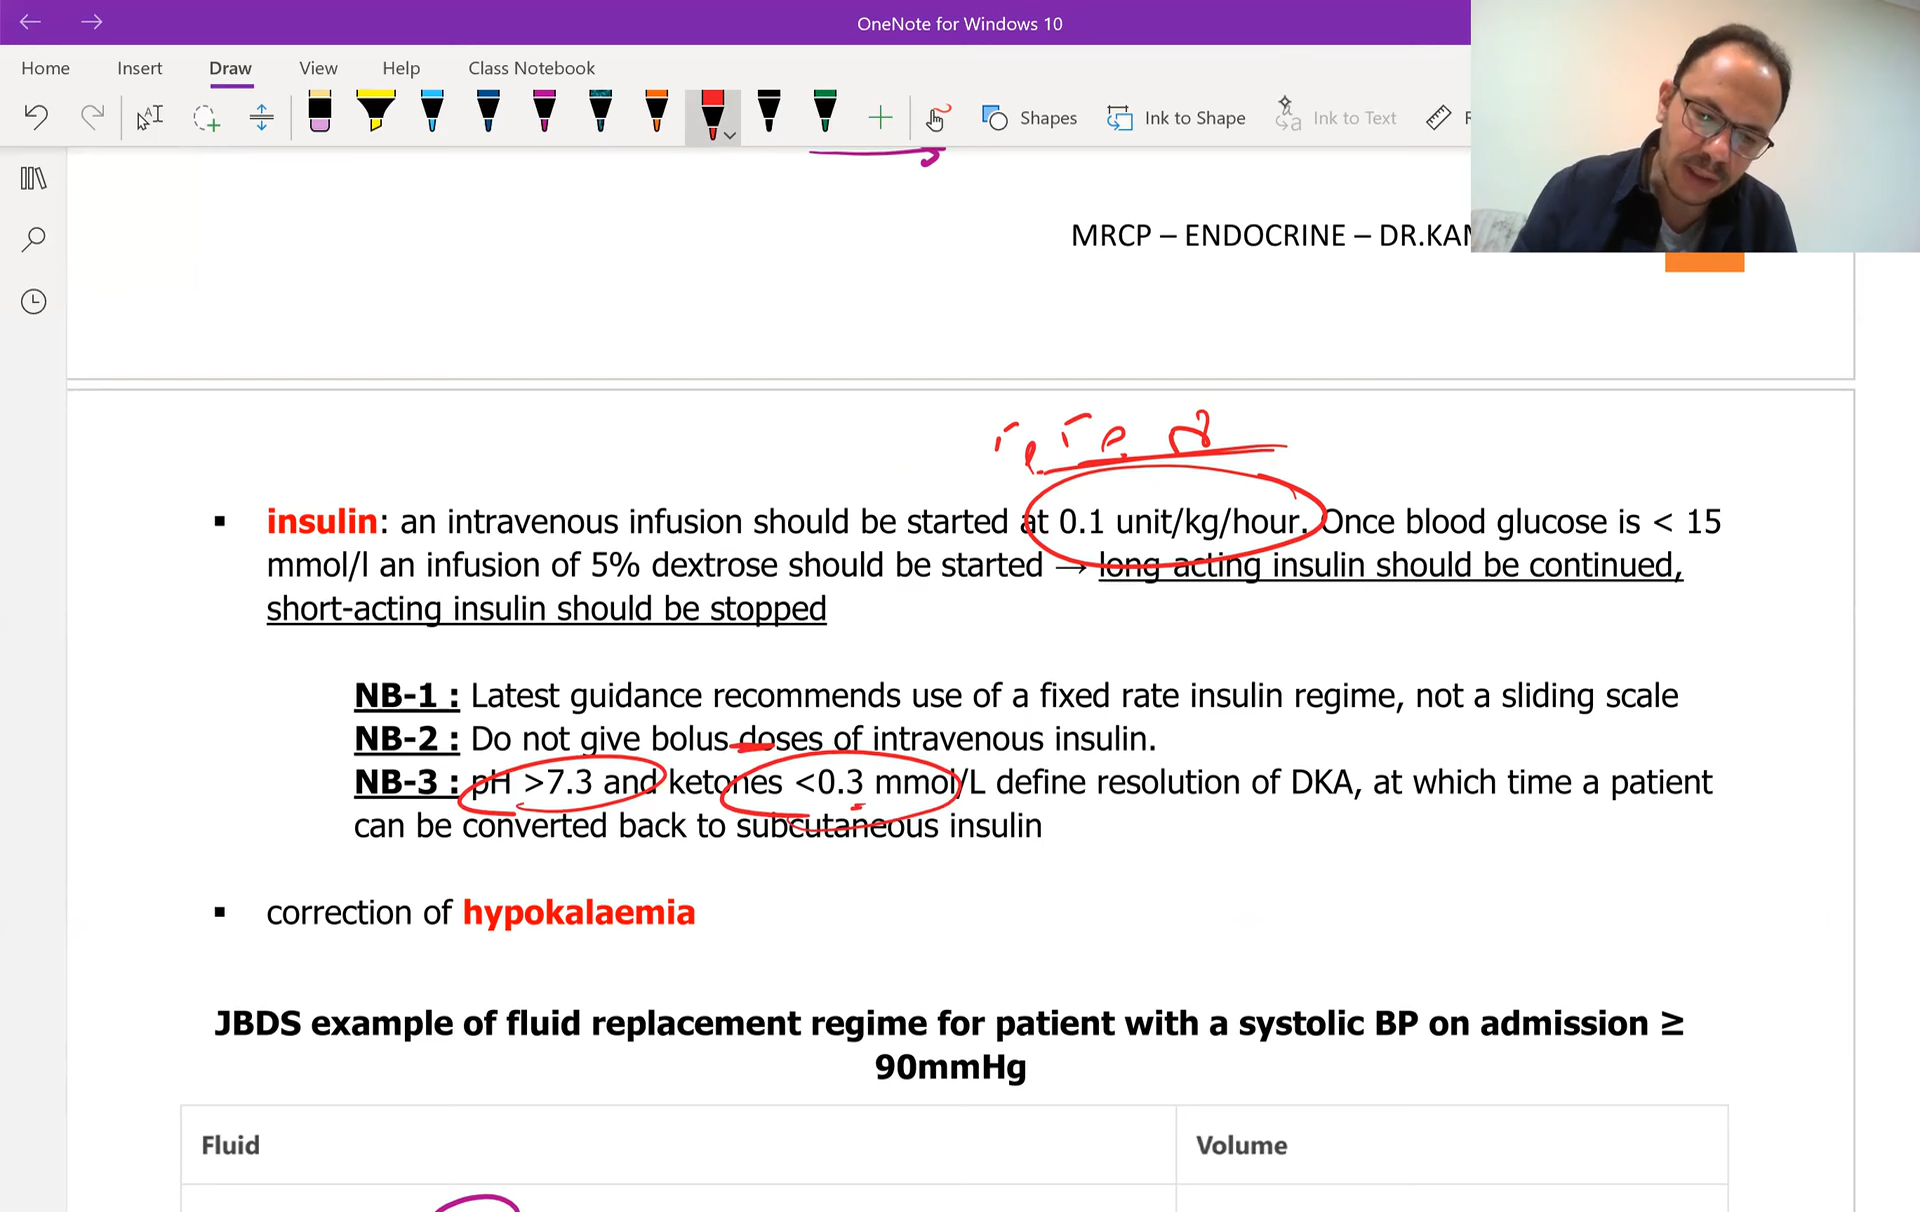 OneNote for Windows 10
Home Insert Draw View Help Class Notebook
Shapes Ink to Shape Ink to Text
MRCP – ENDOCRINE – DR.KAN
▪ insulin: an intravenous infusion should be started at 0.1 unit/kg/hour. Once blood glucose is < 15
mmol/l an infusion of 5% dextrose should be started → long acting insulin should be continued,
short-acting insulin should be stopped
NB-1 : Latest guidance recommends use of a fixed rate insulin regime, not a sliding scale
NB-2 : Do not give bolus doses of intravenous insulin.
NB-3 : pH >7.3 and ketones <0.3 mmol/L define resolution of DKA, at which time a patient
can be converted back to subcutaneous insulin
▪ correction of hypokalaemia
JBDS example of fluid replacement regime for patient with a systolic BP on admission ≥
90mmHg
Fluid Volume